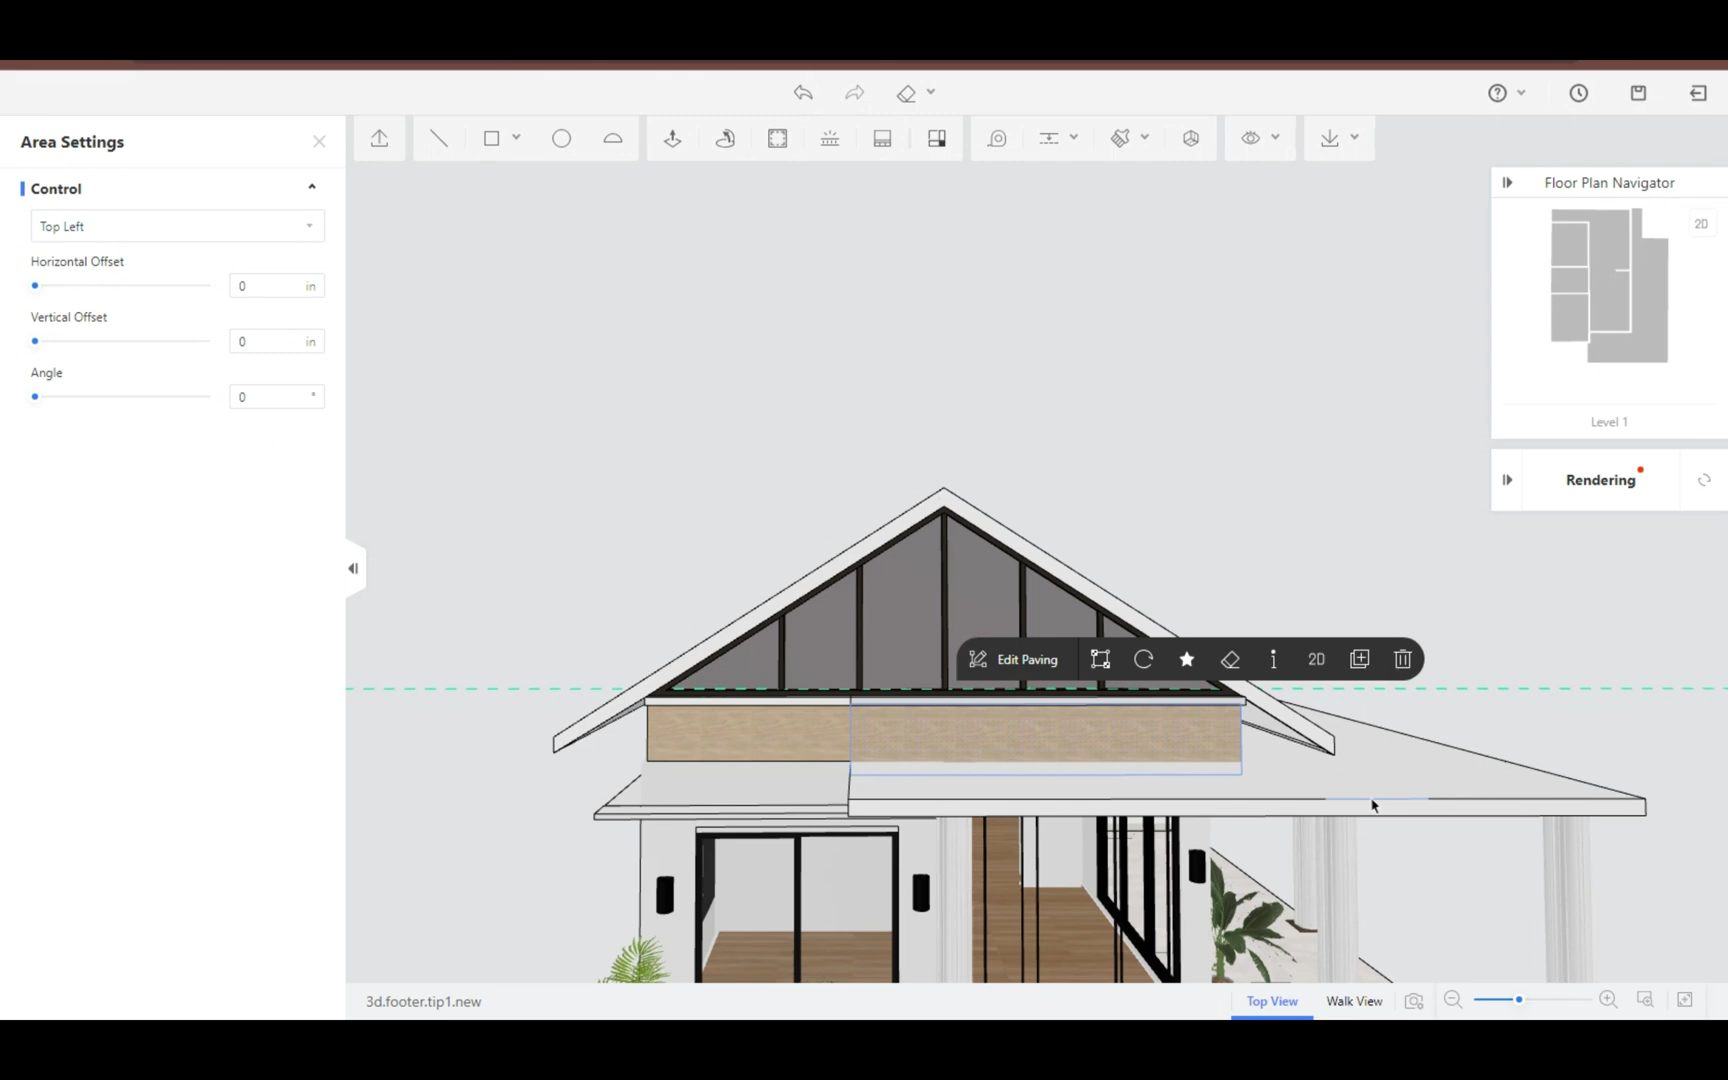 Area Settings
Control
Top Left
Horizontal Offset
0 in
Vertical Offset
0 in
Angle
0 °
Floor Plan Navigator
2D
Level 1
Rendering
Edit Paving
2D
3d.footer.tip1.new
Top View
Walk View